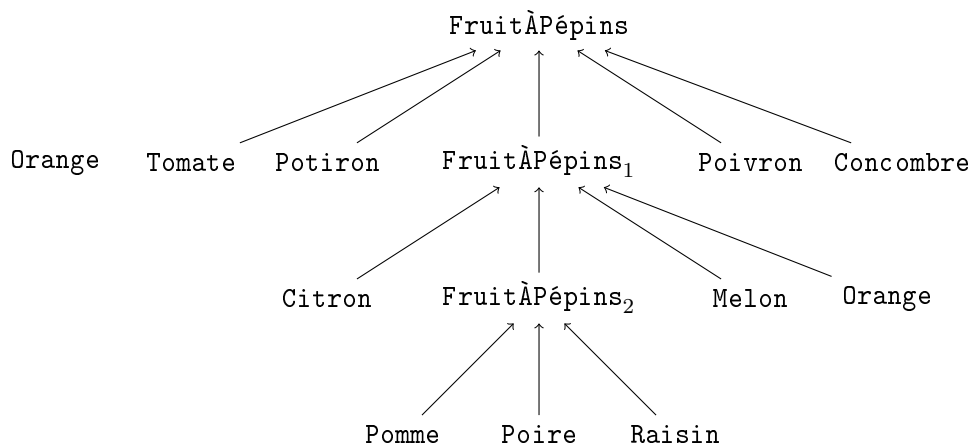 FruitÀPépins
Orange Tomate Potiron FruitÀPépins₁ Poivron Concombre
Citron FruitÀPépins₂ Melon Orange
Pomme Poire Raisin